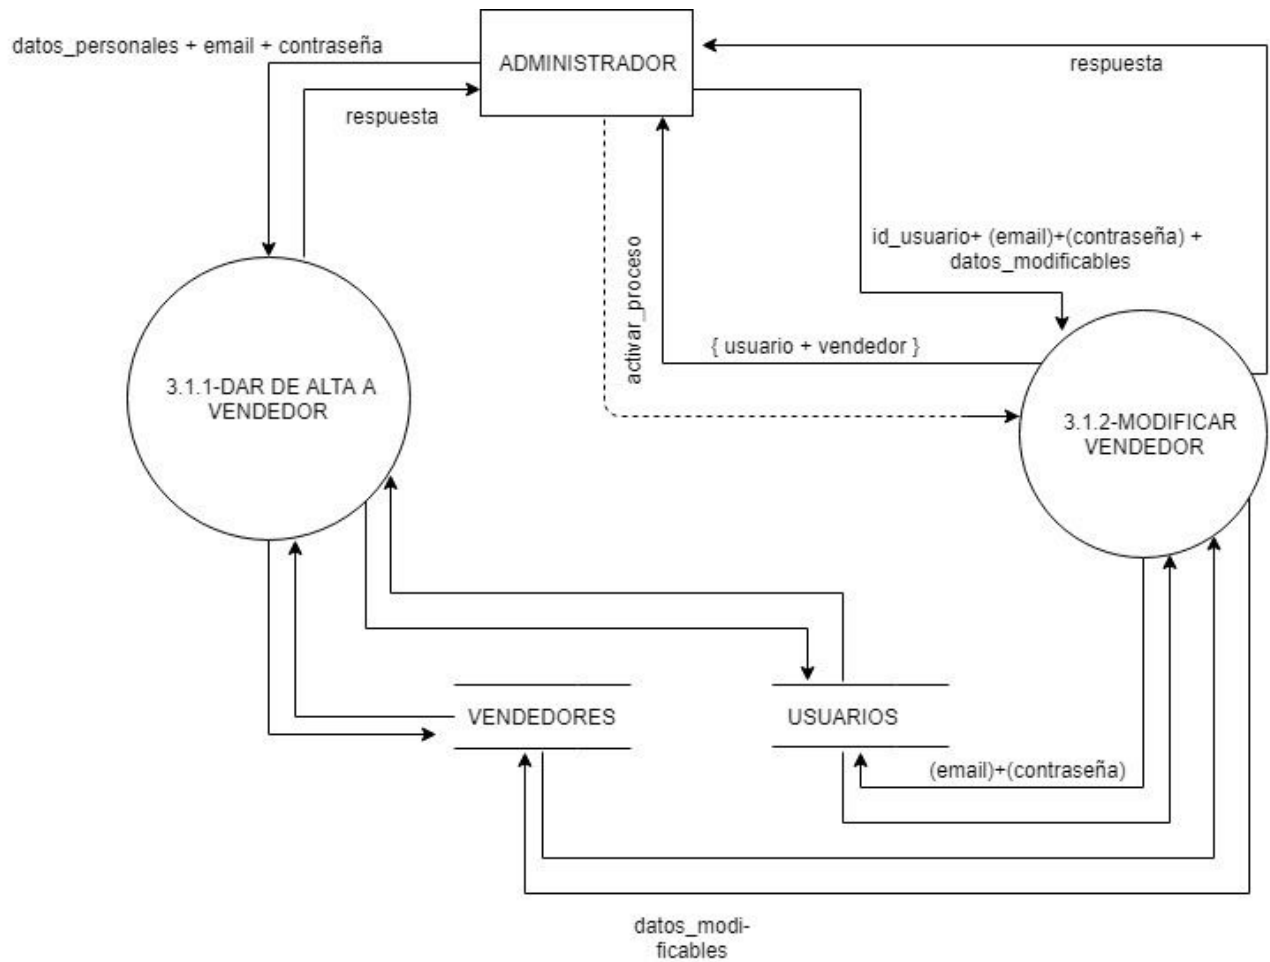 datos_personales + email + contraseña
ADMINISTRADOR
respuesta
respuesta
id_usuario+ (email)+(contraseña) +
datos_modificables
activar_proceso
{ usuario + vendedor }
3.1.1-DAR DE ALTA A
VENDEDOR
3.1.2-MODIFICAR
VENDEDOR
VENDEDORES
USUARIOS
(email)+(contraseña)
datos_modi-
ficables